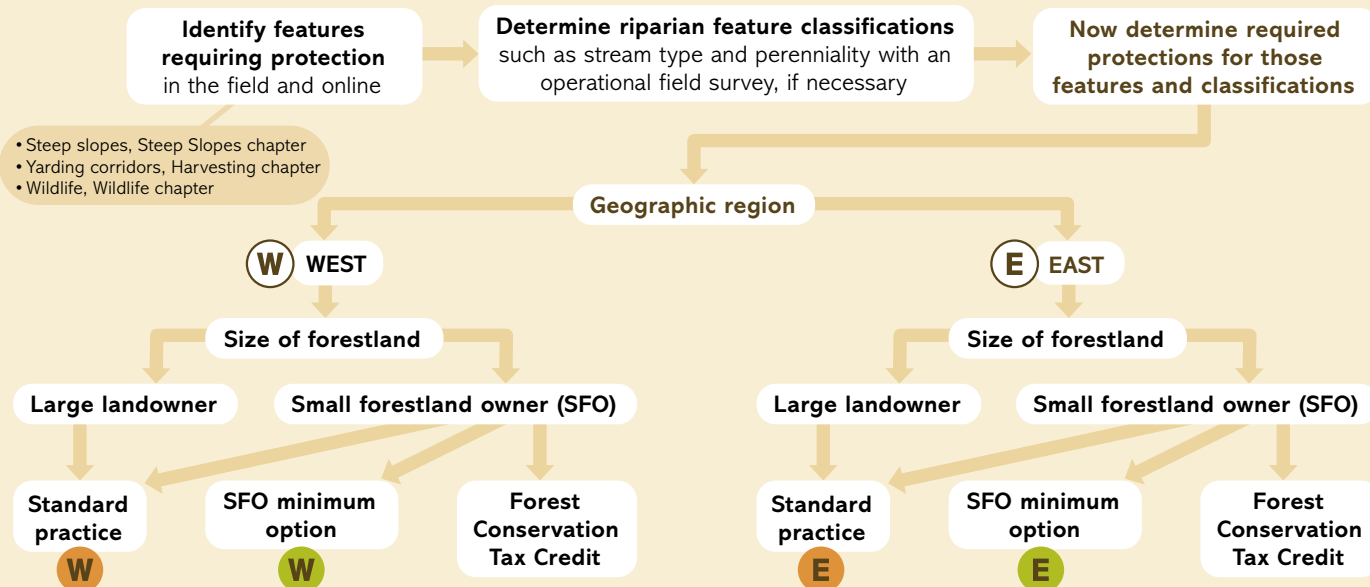 Identify features
requiring protection
in the field and online
Determine riparian feature classifications
such as stream type and perenniality with an
operational field survey, if necessary
Now determine required
protections for those
features and classifications
• Steep slopes, Steep Slopes chapter
• Yarding corridors, Harvesting chapter
• Wildlife, Wildlife chapter
Geographic region
W WEST
E EAST
Size of forestland
Size of forestland
Large landowner
Small forestland owner (SFO)
Large landowner
Small forestland owner (SFO)
Standard
practice
W
SFO minimum
option
W
Forest
Conservation
Tax Credit
Standard
practice
E
SFO minimum
option
E
Forest
Conservation
Tax Credit